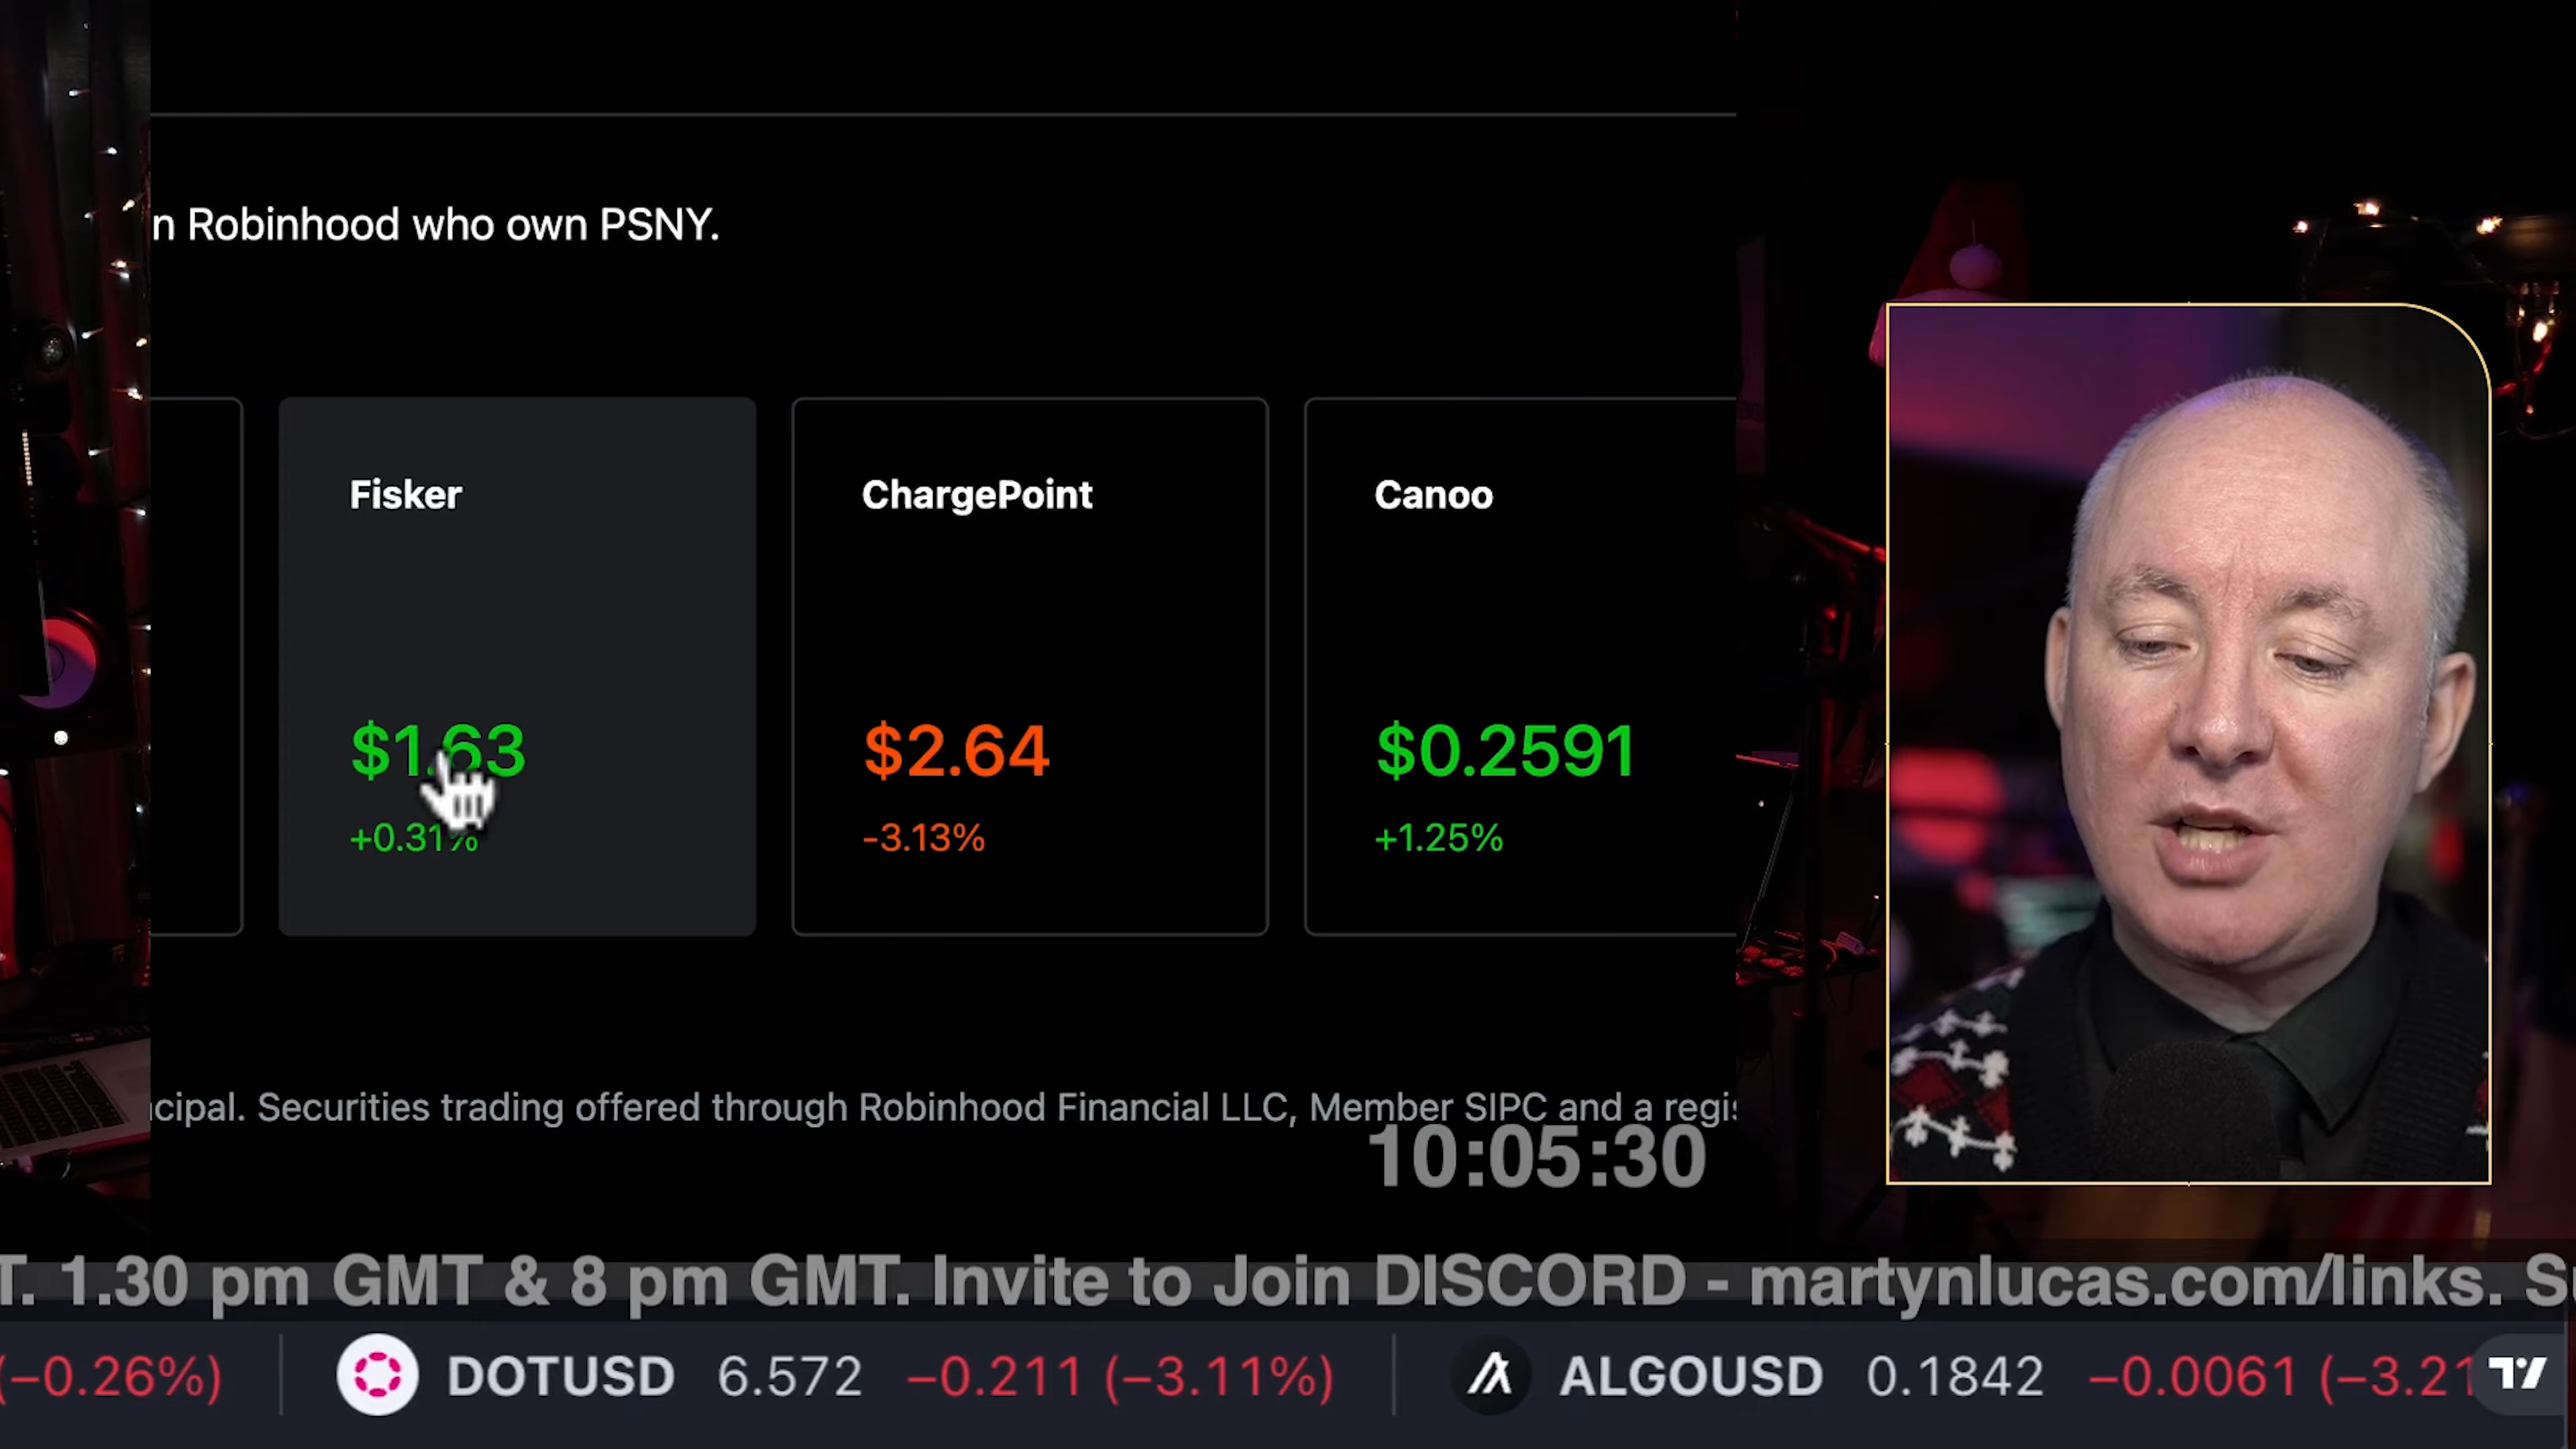 n Robinhood who own PSNY.
Fisker
$1.63
+0.31%
ChargePoint
$2.64
-3.13%
Canoo
$0.2591
+1.25%
cipal. Securities trading offered through Robinhood Financial LLC, Member SIPC and a regis
10:05:30
T. 1.30 pm GMT & 8 pm GMT. Invite to Join DISCORD - martynlucas.com/links. Su
(−0.26%) DOTUSD 6.572 −0.211 (−3.11%) ALGOUSD 0.1842 −0.0061 (−3.21